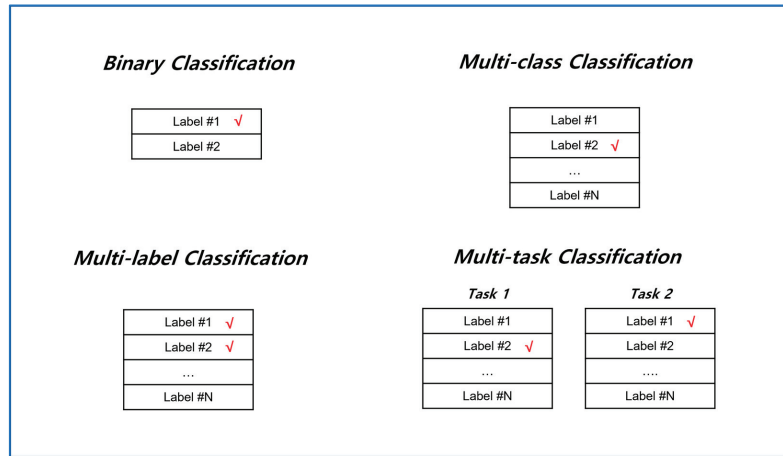 Binary Classification
Label #1 √
Label #2
Multi-class Classification
Label #1
Label #2 √
...
Label #N
Multi-label Classification
Label #1 √
Label #2 √
...
Label #N
Multi-task Classification
Task 1
Label #1
Label #2 √
...
Label #N
Task 2
Label #1 √
Label #2
....
Label #N